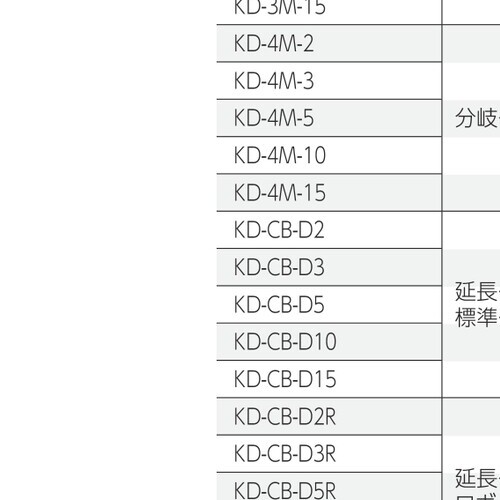 KD-3M-15
KD-4M-2
KD-4M-3
KD-4M-5
分岐
KD-4M-10
KD-4M-15
KD-CB-D2
KD-CB-D3
延長
KD-CB-D5
標準
KD-CB-D10
KD-CB-D15
KD-CB-D2R
KD-CB-D3R
延長
KD-CB-D5R